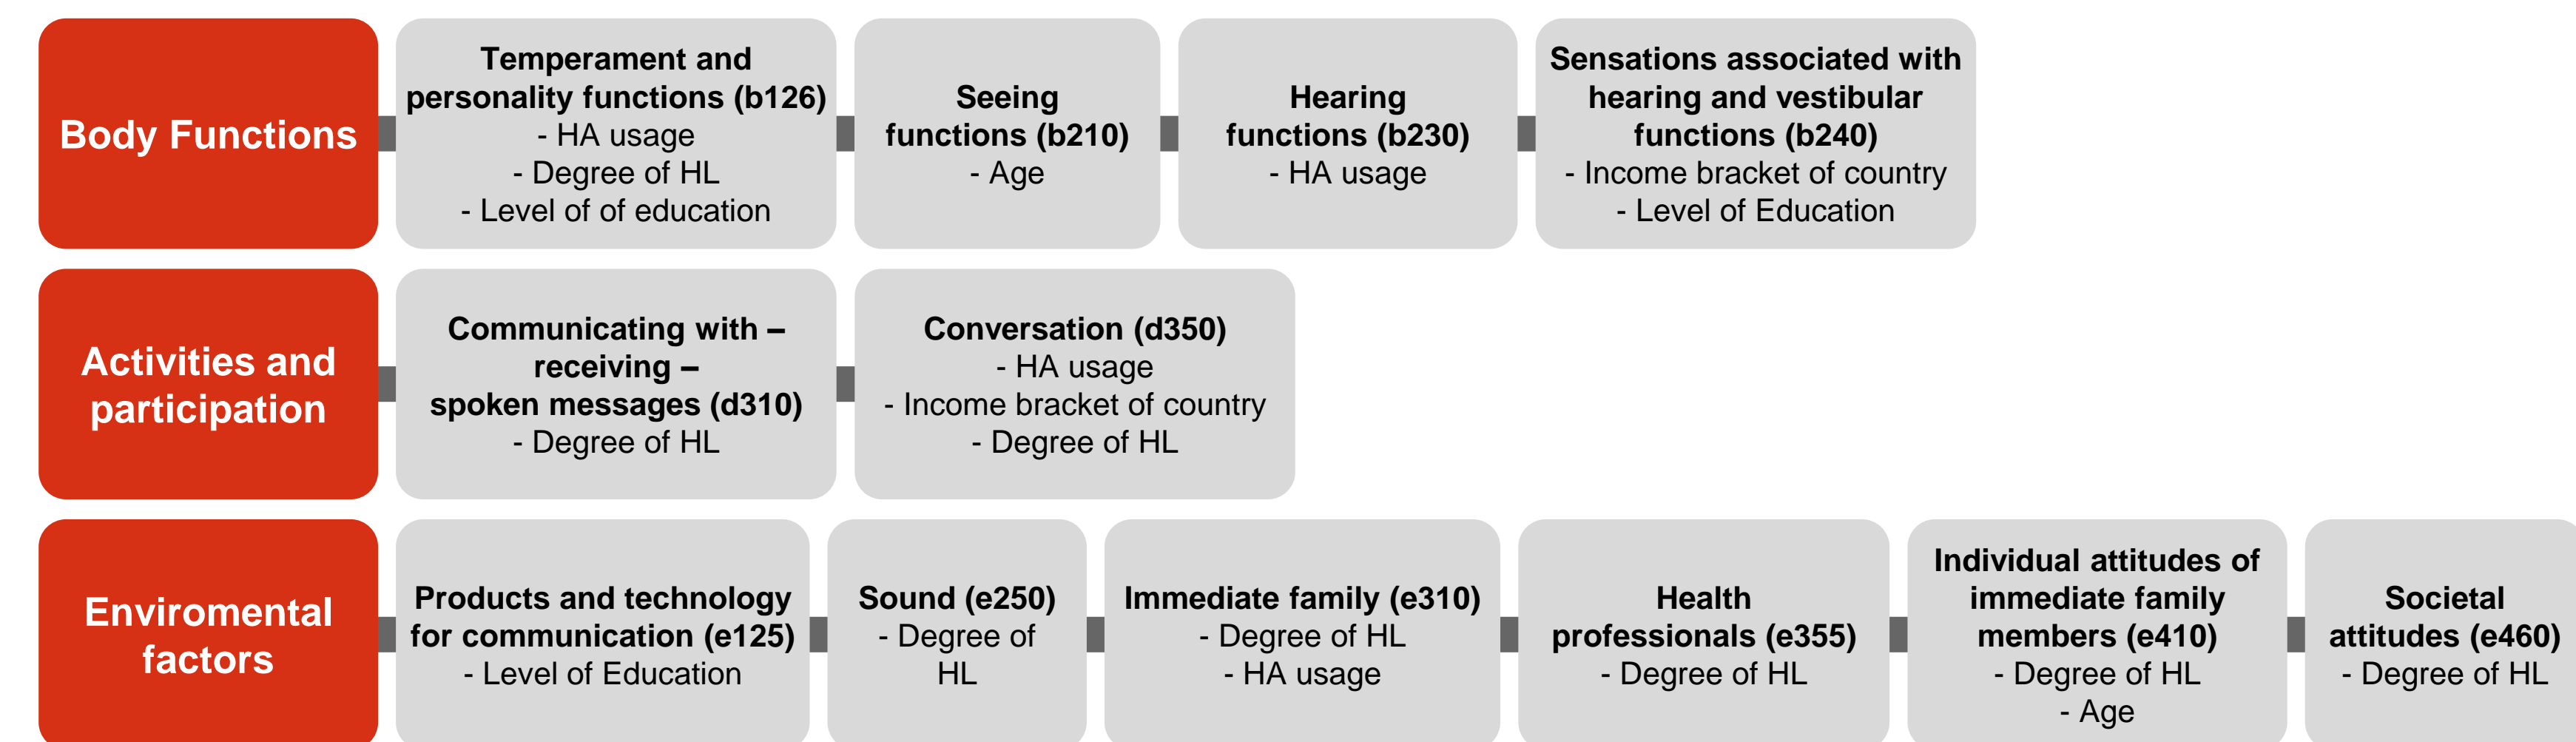 Body Functions
Temperament and
personality functions (b126)
- HA usage
- Degree of HL
- Level of of education
Seeing
functions (b210)
- Age
Hearing
functions (b230)
- HA usage
Sensations associated with
hearing and vestibular
functions (b240)
- Income bracket of country
- Level of Education
Activities and
participation
Communicating with –
receiving –
spoken messages (d310)
- Degree of HL
Conversation (d350)
- HA usage
- Income bracket of country
- Degree of HL
Enviromental
factors
Products and technology
for communication (e125)
- Level of Education
Sound (e250)
- Degree of
HL
Immediate family (e310)
- Degree of HL
- HA usage
Health
professionals (e355)
- Degree of HL
Individual attitudes of
immediate family
members (e410)
- Degree of HL
- Age
Societal
attitudes (e460)
- Degree of HL